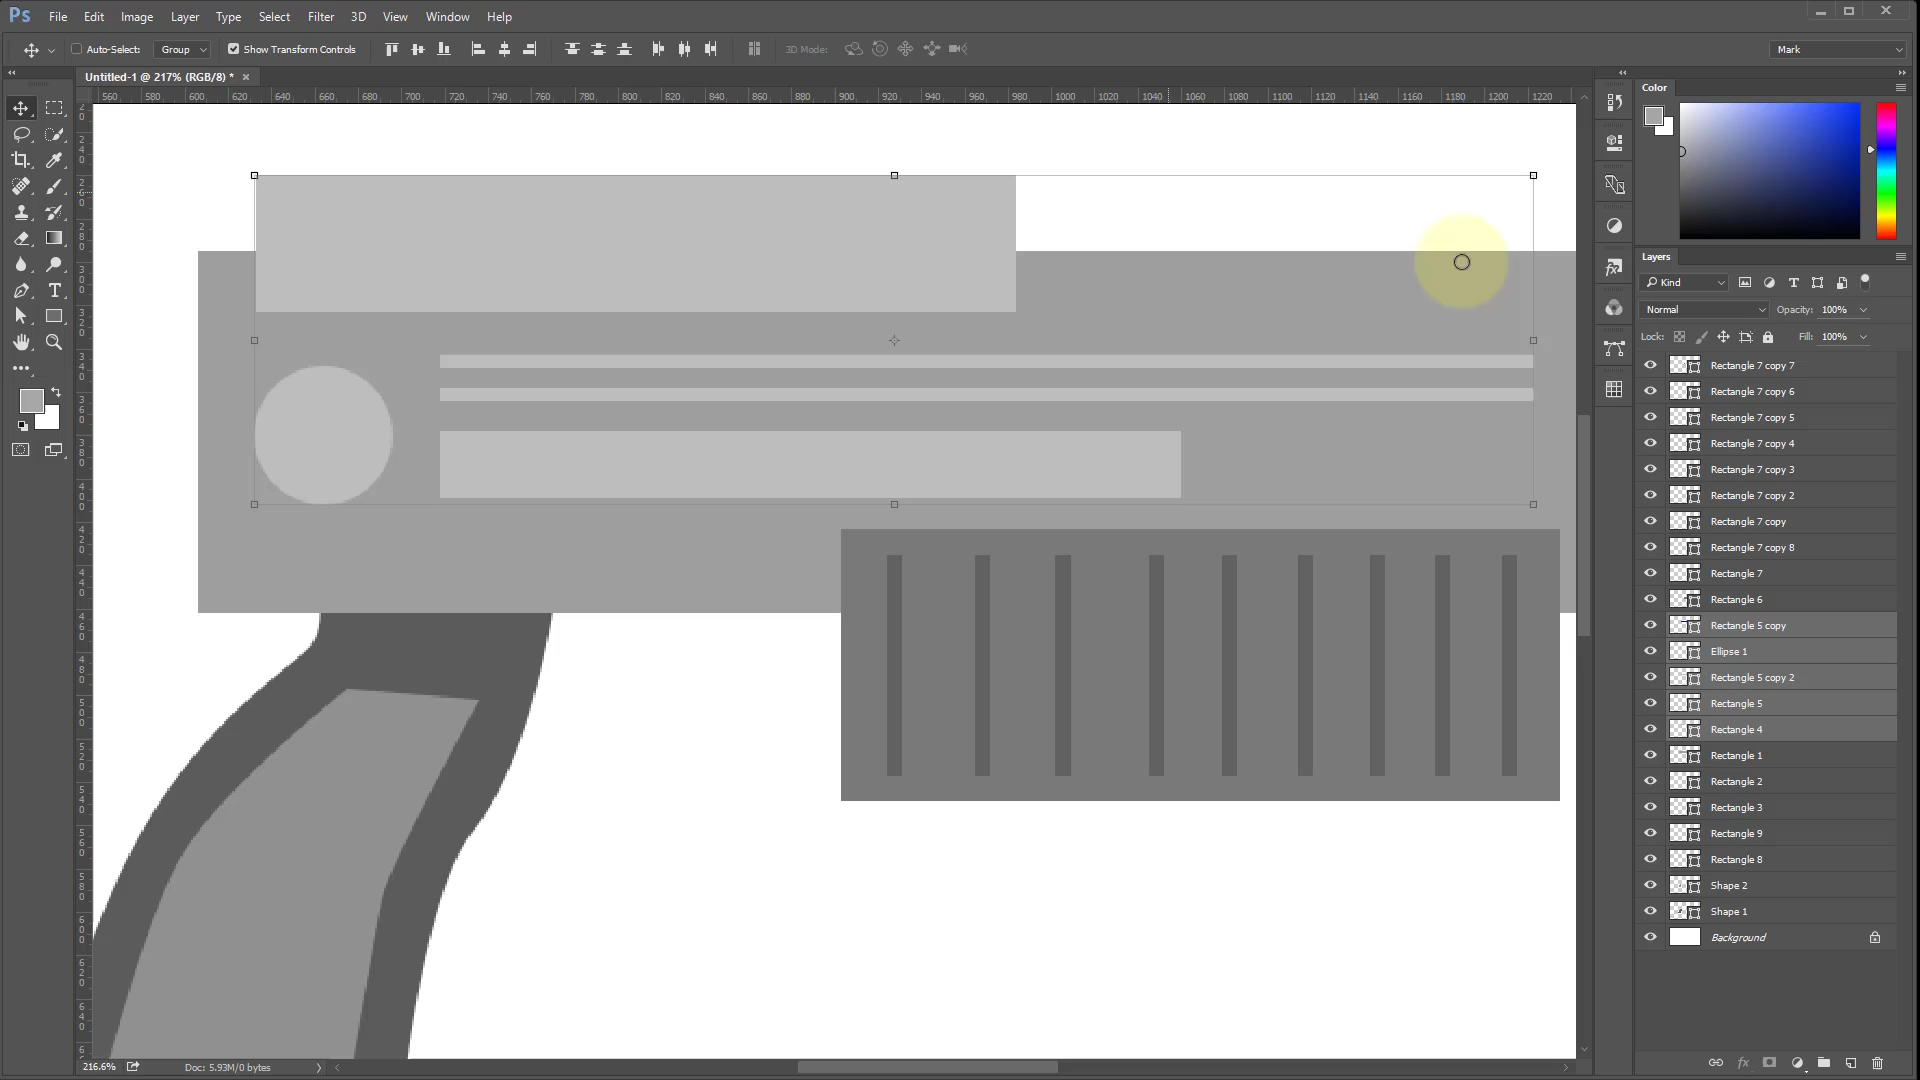 Ps File Edit Image Layer Type Select Filter 3D View Window Help
Auto-Select: Group Show Transform Controls 3D Mode: Mark
Untitled-1 @ 217% (RGB/8) * ×
560 580 600 620 640 660 680 700 720 740 760 780 800 820 840 860 880 900 920 940 960 980 1000 1020 1040 1060 1080 1100 1120 1140 1160 1180 1200 1220
Color
Layers
Kind
Normal Opacity: 100%
Lock: Fill: 100%
Rectangle 7 copy 7
Rectangle 7 copy 6
Rectangle 7 copy 5
Rectangle 7 copy 4
Rectangle 7 copy 3
Rectangle 7 copy 2
Rectangle 7 copy
Rectangle 7 copy 8
Rectangle 7
Rectangle 6
Rectangle 5 copy
Ellipse 1
Rectangle 5 copy 2
Rectangle 5
Rectangle 4
Rectangle 1
Rectangle 2
Rectangle 3
Rectangle 9
Rectangle 8
Shape 2
Shape 1
Background
216.6% Doc: 5.93M/0 bytes